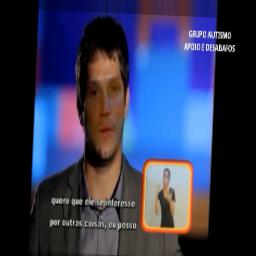 GRUPO AUTISMO
APOIO E DESABAFOS
quero que ele se interesse
por outras coisas, eu posso